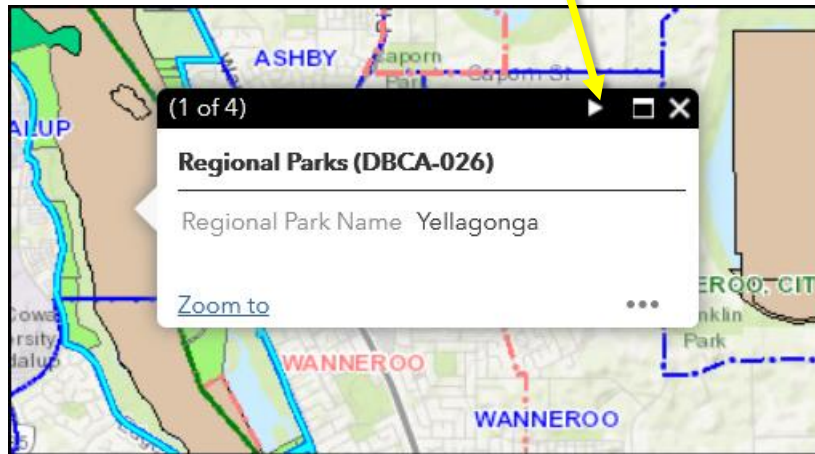 ASHBY
Caporn
Park
Caporn St
(1 of 4)
Regional Parks (DBCA-026)
Regional Park Name Yellagonga
Zoom to
WANNEROO
Park
WANNEROO